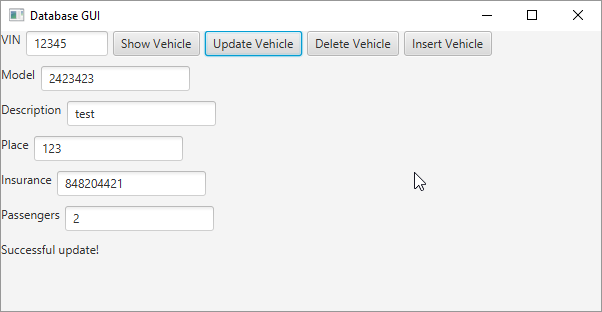 Database GUI
VIN 12345 Show Vehicle Update Vehicle Delete Vehicle Insert Vehicle
Model 2423423
Description test
Place 123
Insurance 848204421
Passengers 2
Successful update!